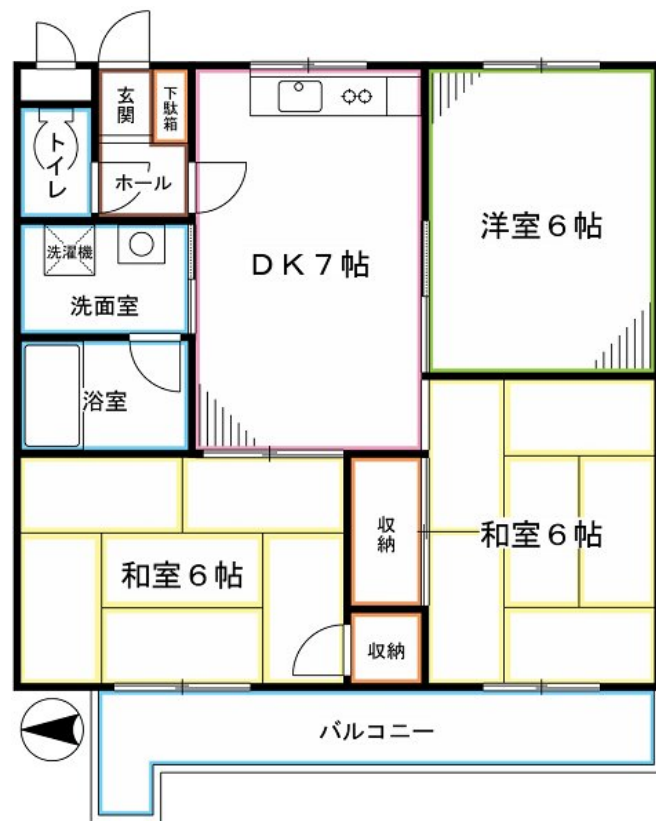 玄関
下駄箱
トイレ
ホール
洗濯機
洗面室
浴室
DK7帖
洋室6帖
和室6帖
収納
和室6帖
収納
バルコニー